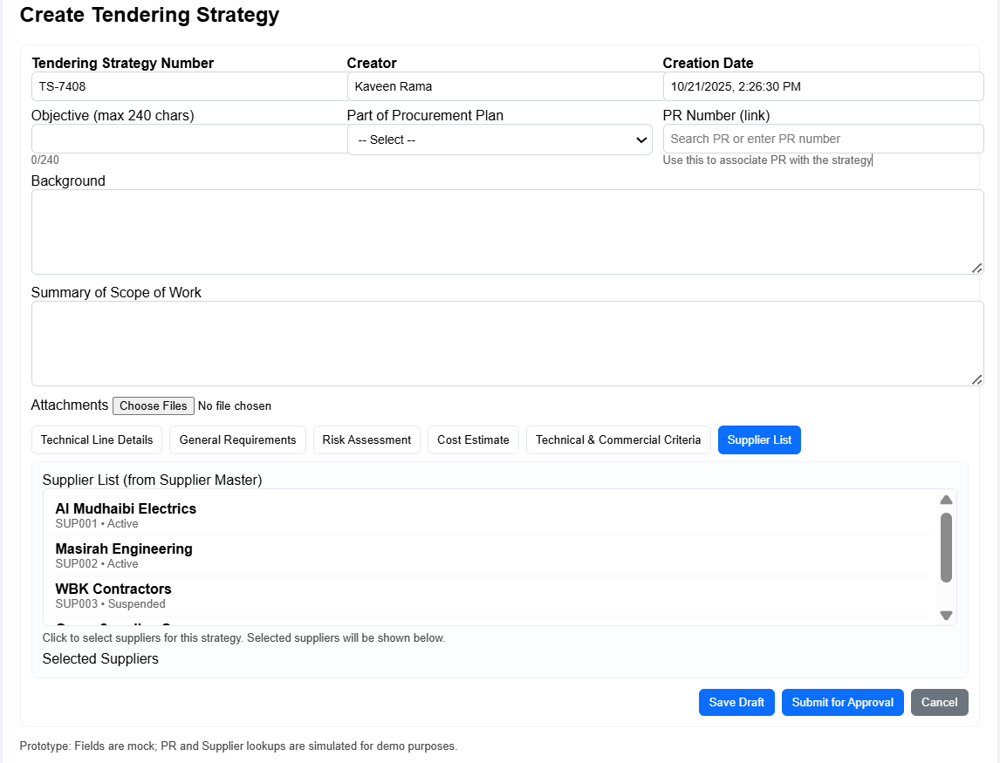 Create Tendering Strategy
Tendering Strategy Number Creator Creation Date
TS-7408 Kaveen Rama 10/21/2025, 2:26:30 PM
Objective (max 240 chars) Part of Procurement Plan PR Number (link)
-- Select -- Search PR or enter PR number
0/240 Use this to associate PR with the strategy
Background
Summary of Scope of Work
Attachments Choose Files No file chosen
Technical Line Details General Requirements Risk Assessment Cost Estimate Technical & Commercial Criteria Supplier List
Supplier List (from Supplier Master)
Al Mudhaibi Electrics
SUP001 • Active
Masirah Engineering
SUP002 • Active
WBK Contractors
SUP003 • Suspended
Click to select suppliers for this strategy. Selected suppliers will be shown below.
Selected Suppliers
Save Draft Submit for Approval Cancel
Prototype: Fields are mock; PR and Supplier lookups are simulated for demo purposes.